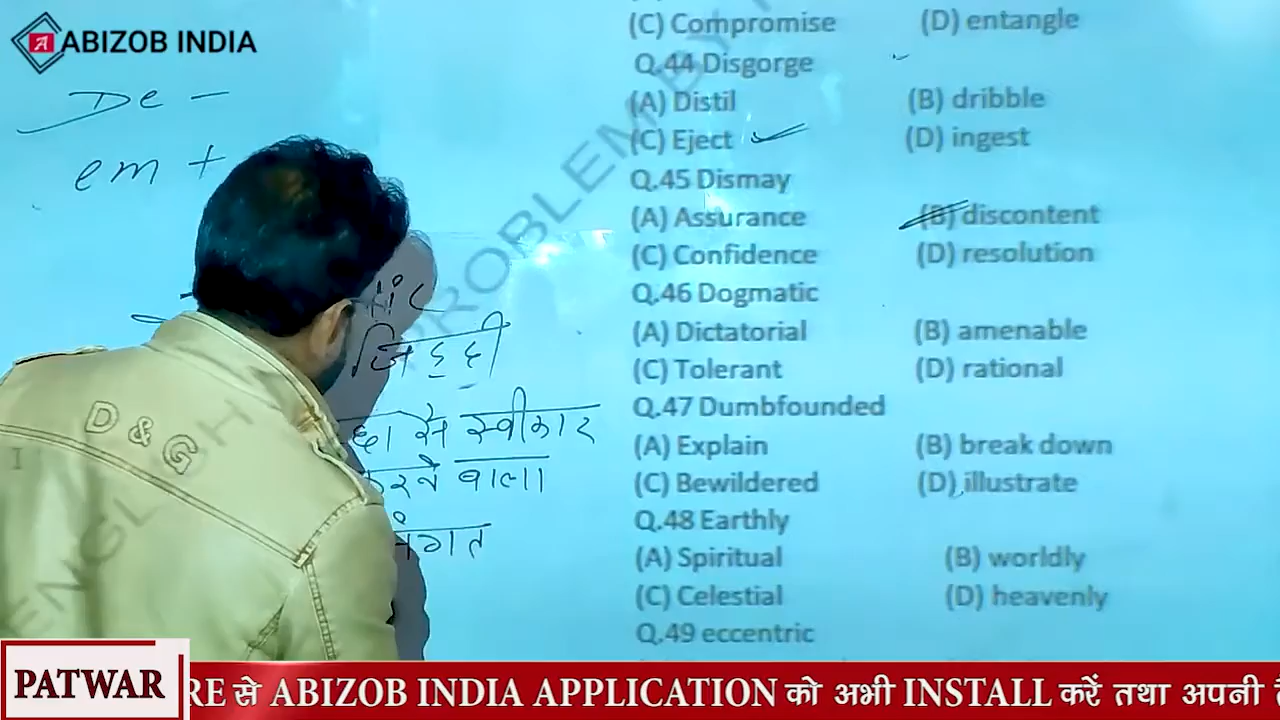 ABIZOB INDIA
De -
em +
स्वीकार
वाला
(C) Compromise (D) entangle
Q.44 Disgorge
(A) Distil (B) dribble
(C) Eject (D) ingest
Q.45 Dismay
(A) Assurance (B) discontent
(C) Confidence (D) resolution
Q.46 Dogmatic
(A) Dictatorial (B) amenable
(C) Tolerant (D) rational
Q.47 Dumbfounded
(A) Explain (B) break down
(C) Bewildered (D) illustrate
Q.48 Earthly
(A) Spiritual (B) worldly
(C) Celestial (D) heavenly
Q.49 eccentric
PROBLEM BY
D & G
PATWAR
RE से ABIZOB INDIA APPLICATION को अभी INSTALL करें तथा अपनी